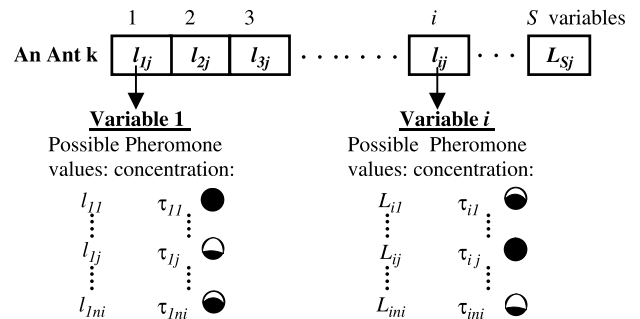 1 2 3 i S variables
An Ant k l1j l2j l3j . . . . . . . . lij . . . LSj
Variable 1 Variable i
Possible Pheromone Possible Pheromone
values: concentration: values: concentration:
l11 τ11 Li1 τi1
l1j τ1j Lij τij
l1ni τ1ni Lini τini